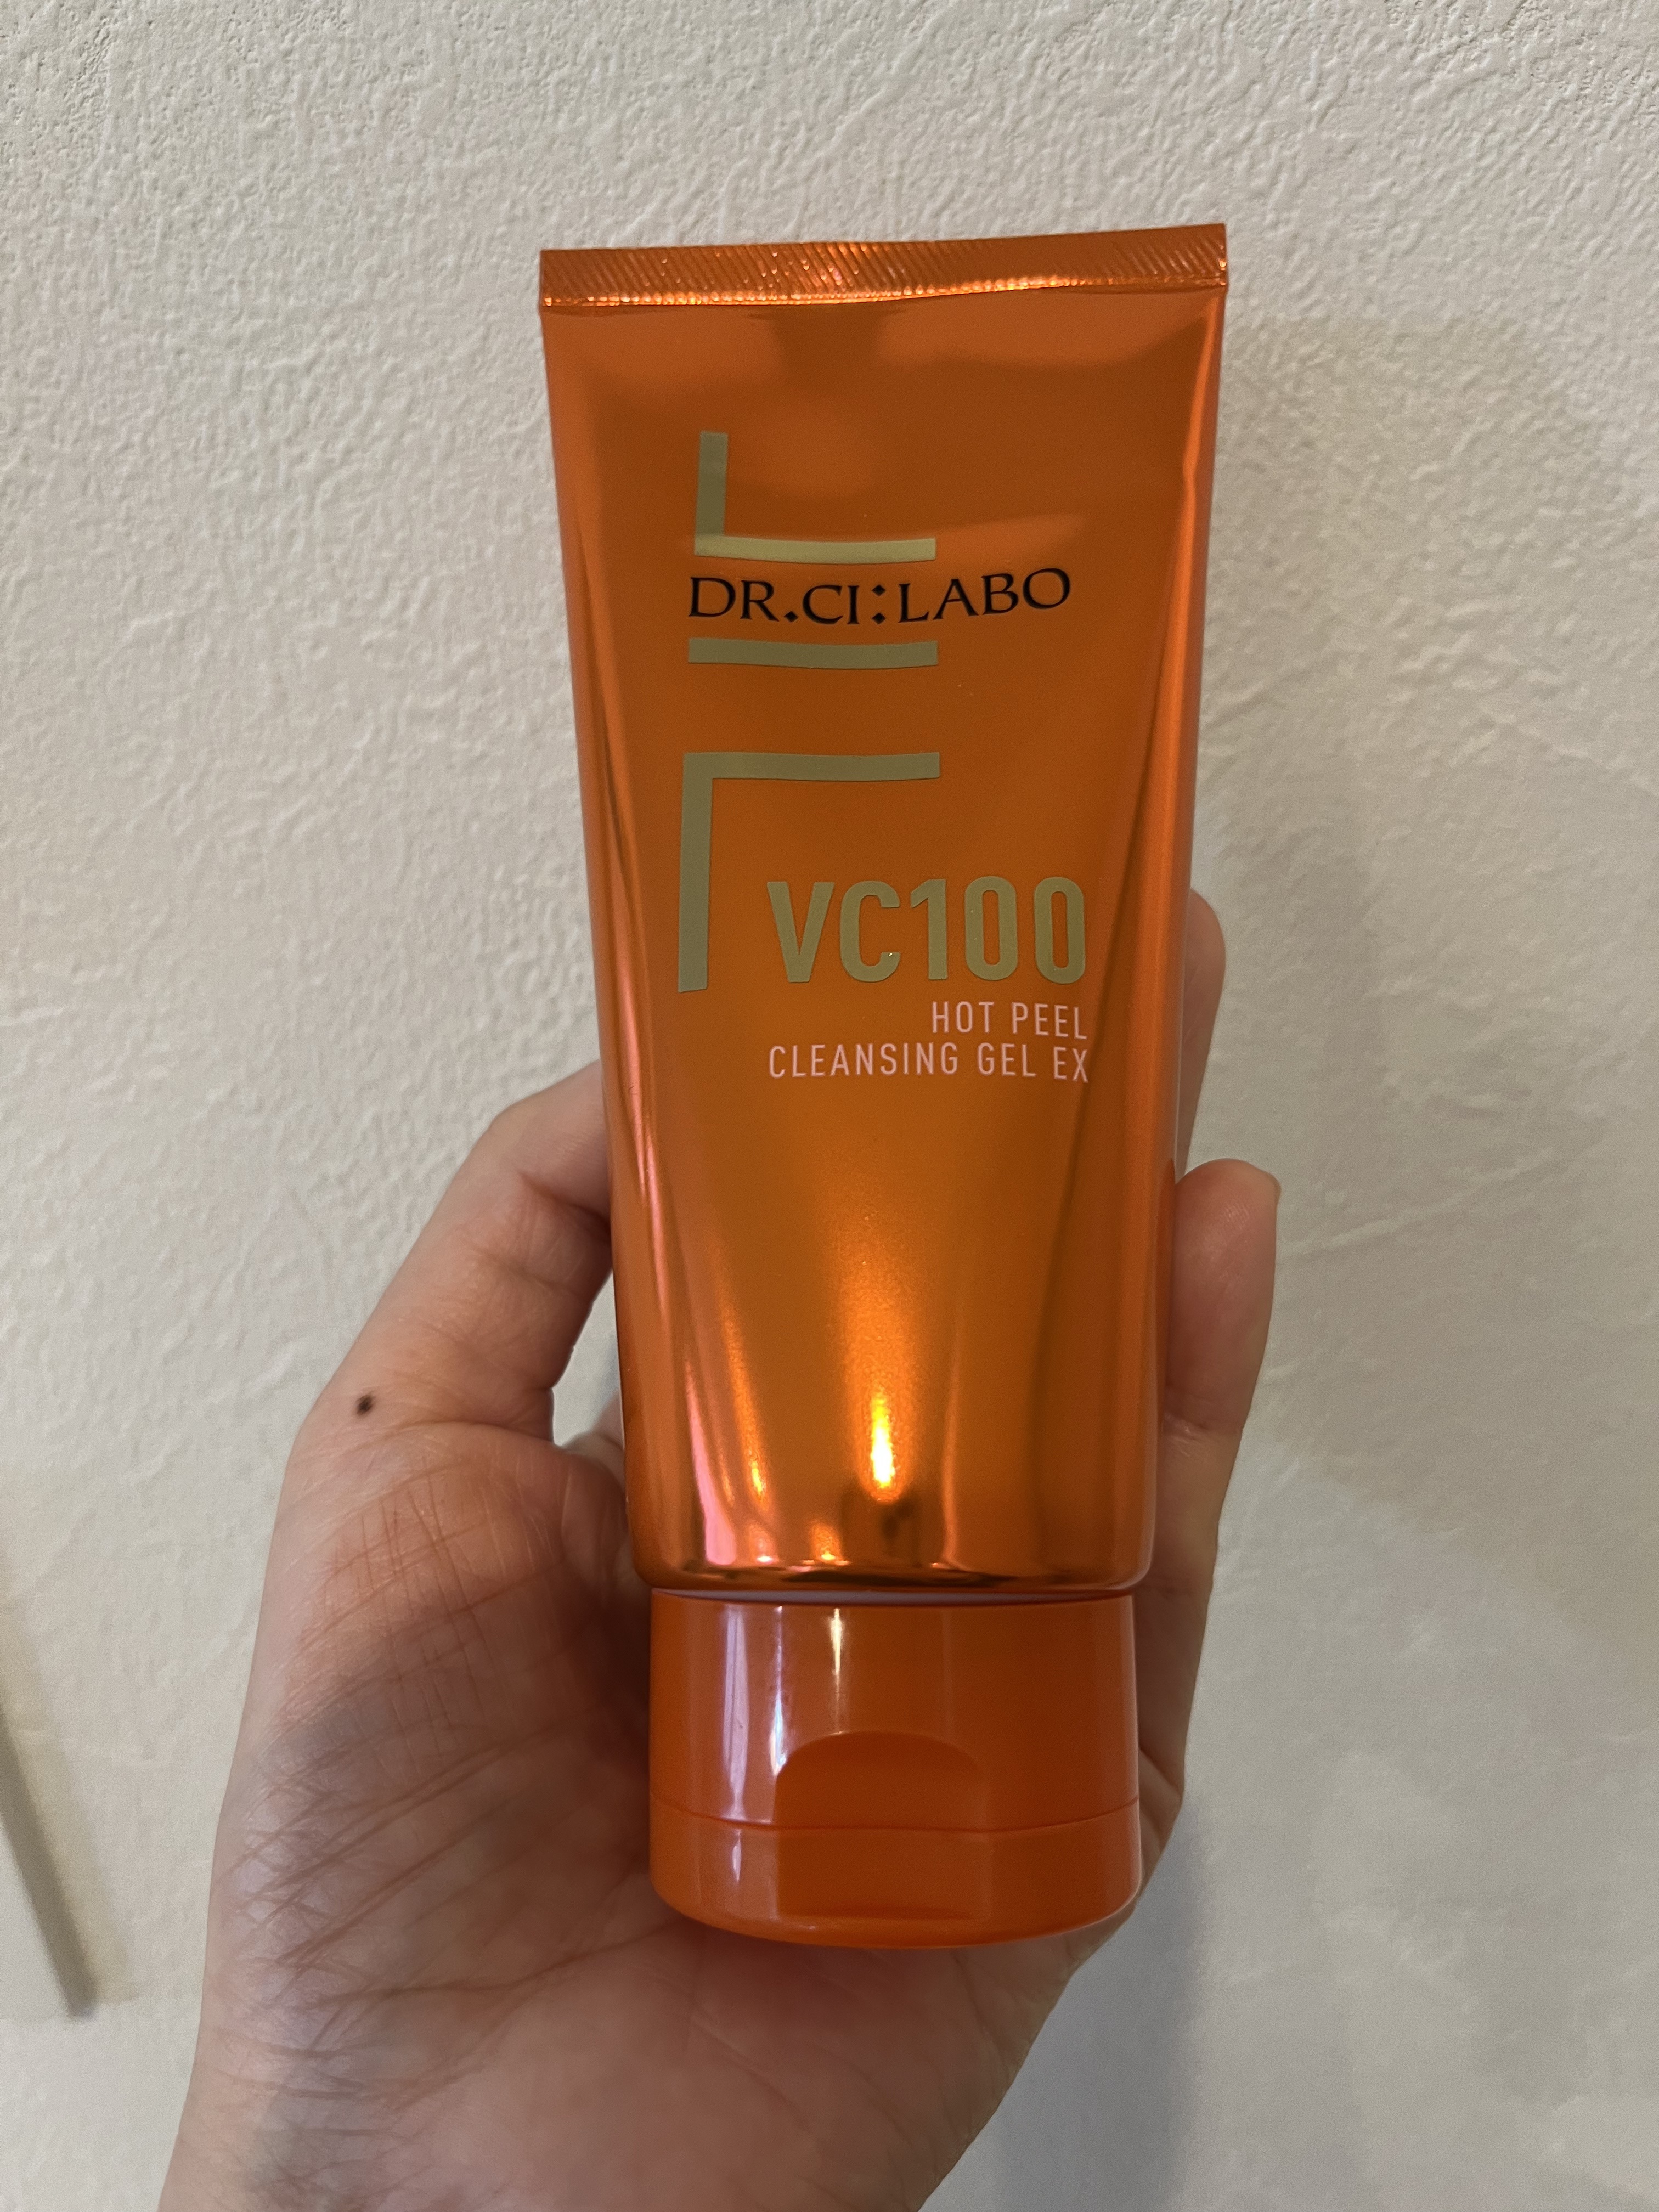 DR.CI:LABO
VC100
HOT PEEL
CLEANSING GEL EX